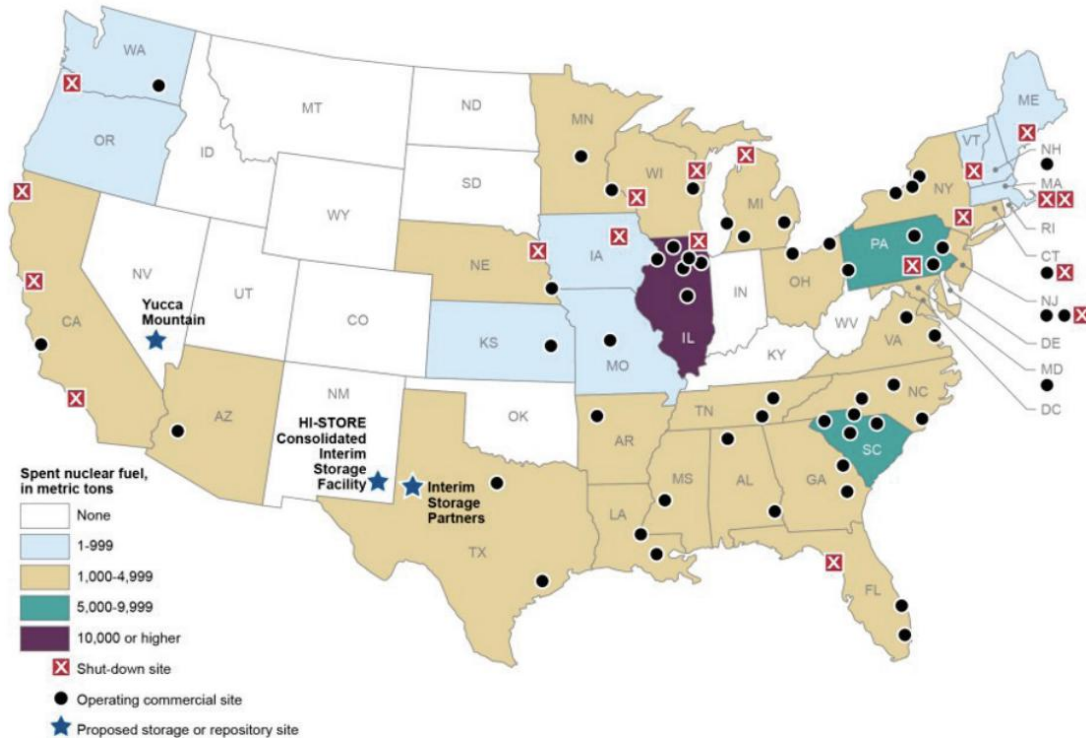 WA
MT
ND
MN
ME
VT
NH
OR
ID
SD
WI
MI
NY
MA
WY
RI
IA
PA
CT
NE
NV
OH
NJ
IN
Yucca
Mountain
UT
CO
IL
WV
DE
CA
KS
MO
KY
VA
MD
DC
NM
NC
TN
AZ
OK
AR
SC
HI-STORE
Consolidated
Interim
Storage
Facility
Interim
Storage
Partners
MS
AL
GA
LA
TX
FL
Spent nuclear fuel,
in metric tons
None
1-999
1,000-4,999
5,000-9,999
10,000 or higher
Shut-down site
Operating commercial site
Proposed storage or repository site